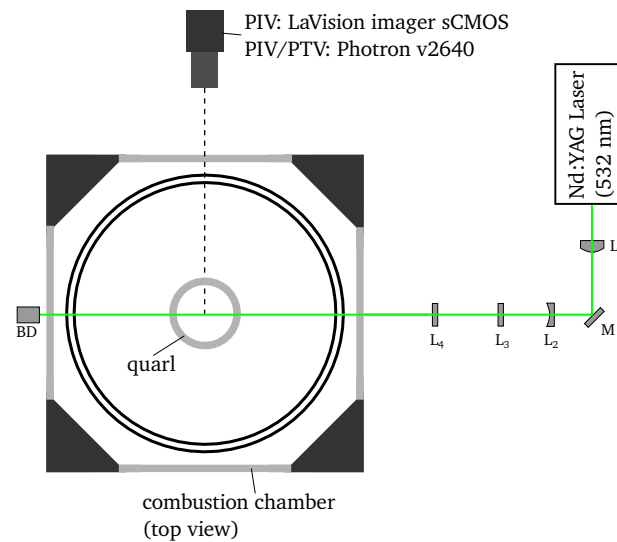 PIV: LaVision imager sCMOS
PIV/PTV: Photron v2640
Nd:YAG Laser
(532 nm)
L
BD
M
L₄
L₃
L₂
quarl
combustion chamber
(top view)